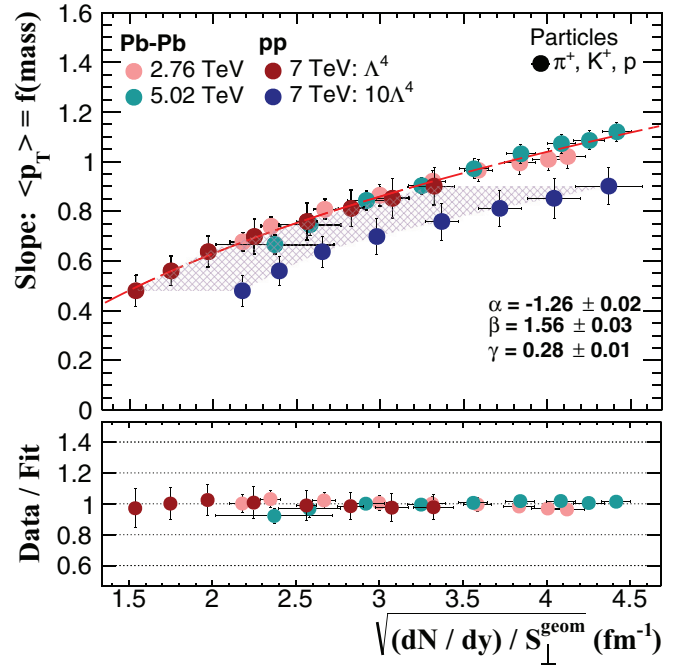 Pb-Pb pp
2.76 TeV 7 TeV: Λ⁴
5.02 TeV 7 TeV: 10Λ⁴
Particles
π⁺, K⁺, p
Slope: <p_T> = f(mass)
1.6
1.4
1.2
1
0.8
0.6
0.4
0.2
0
α = -1.26 ± 0.02
β = 1.56 ± 0.03
γ = 0.28 ± 0.01
Data / Fit
1.4
1.2
1
0.8
0.6
1.5 2 2.5 3 3.5 4 4.5
√(dN / dy) / S_⊥^geom (fm⁻¹)